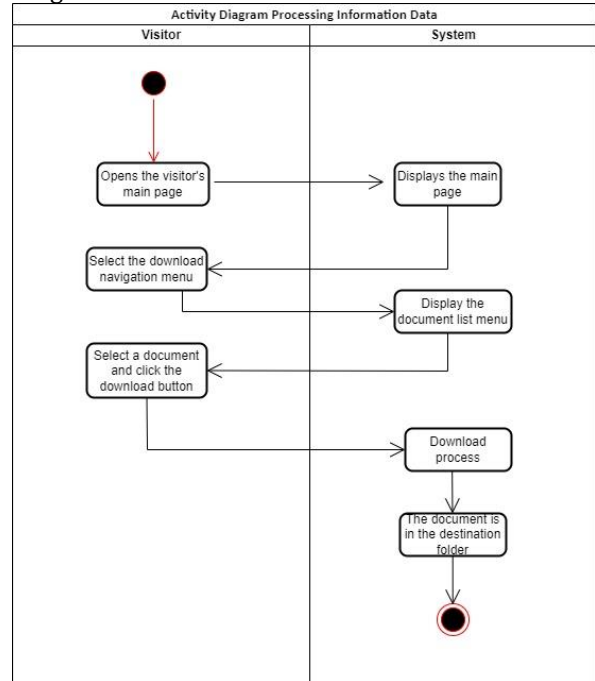 Activity Diagram Processing Information Data
Visitor
System
Opens the visitor's
main page
Displays the main
page
Select the download
navigation menu
Display the
document list menu
Select a document
and click the
download button
Download
process
The document is
in the destination
folder